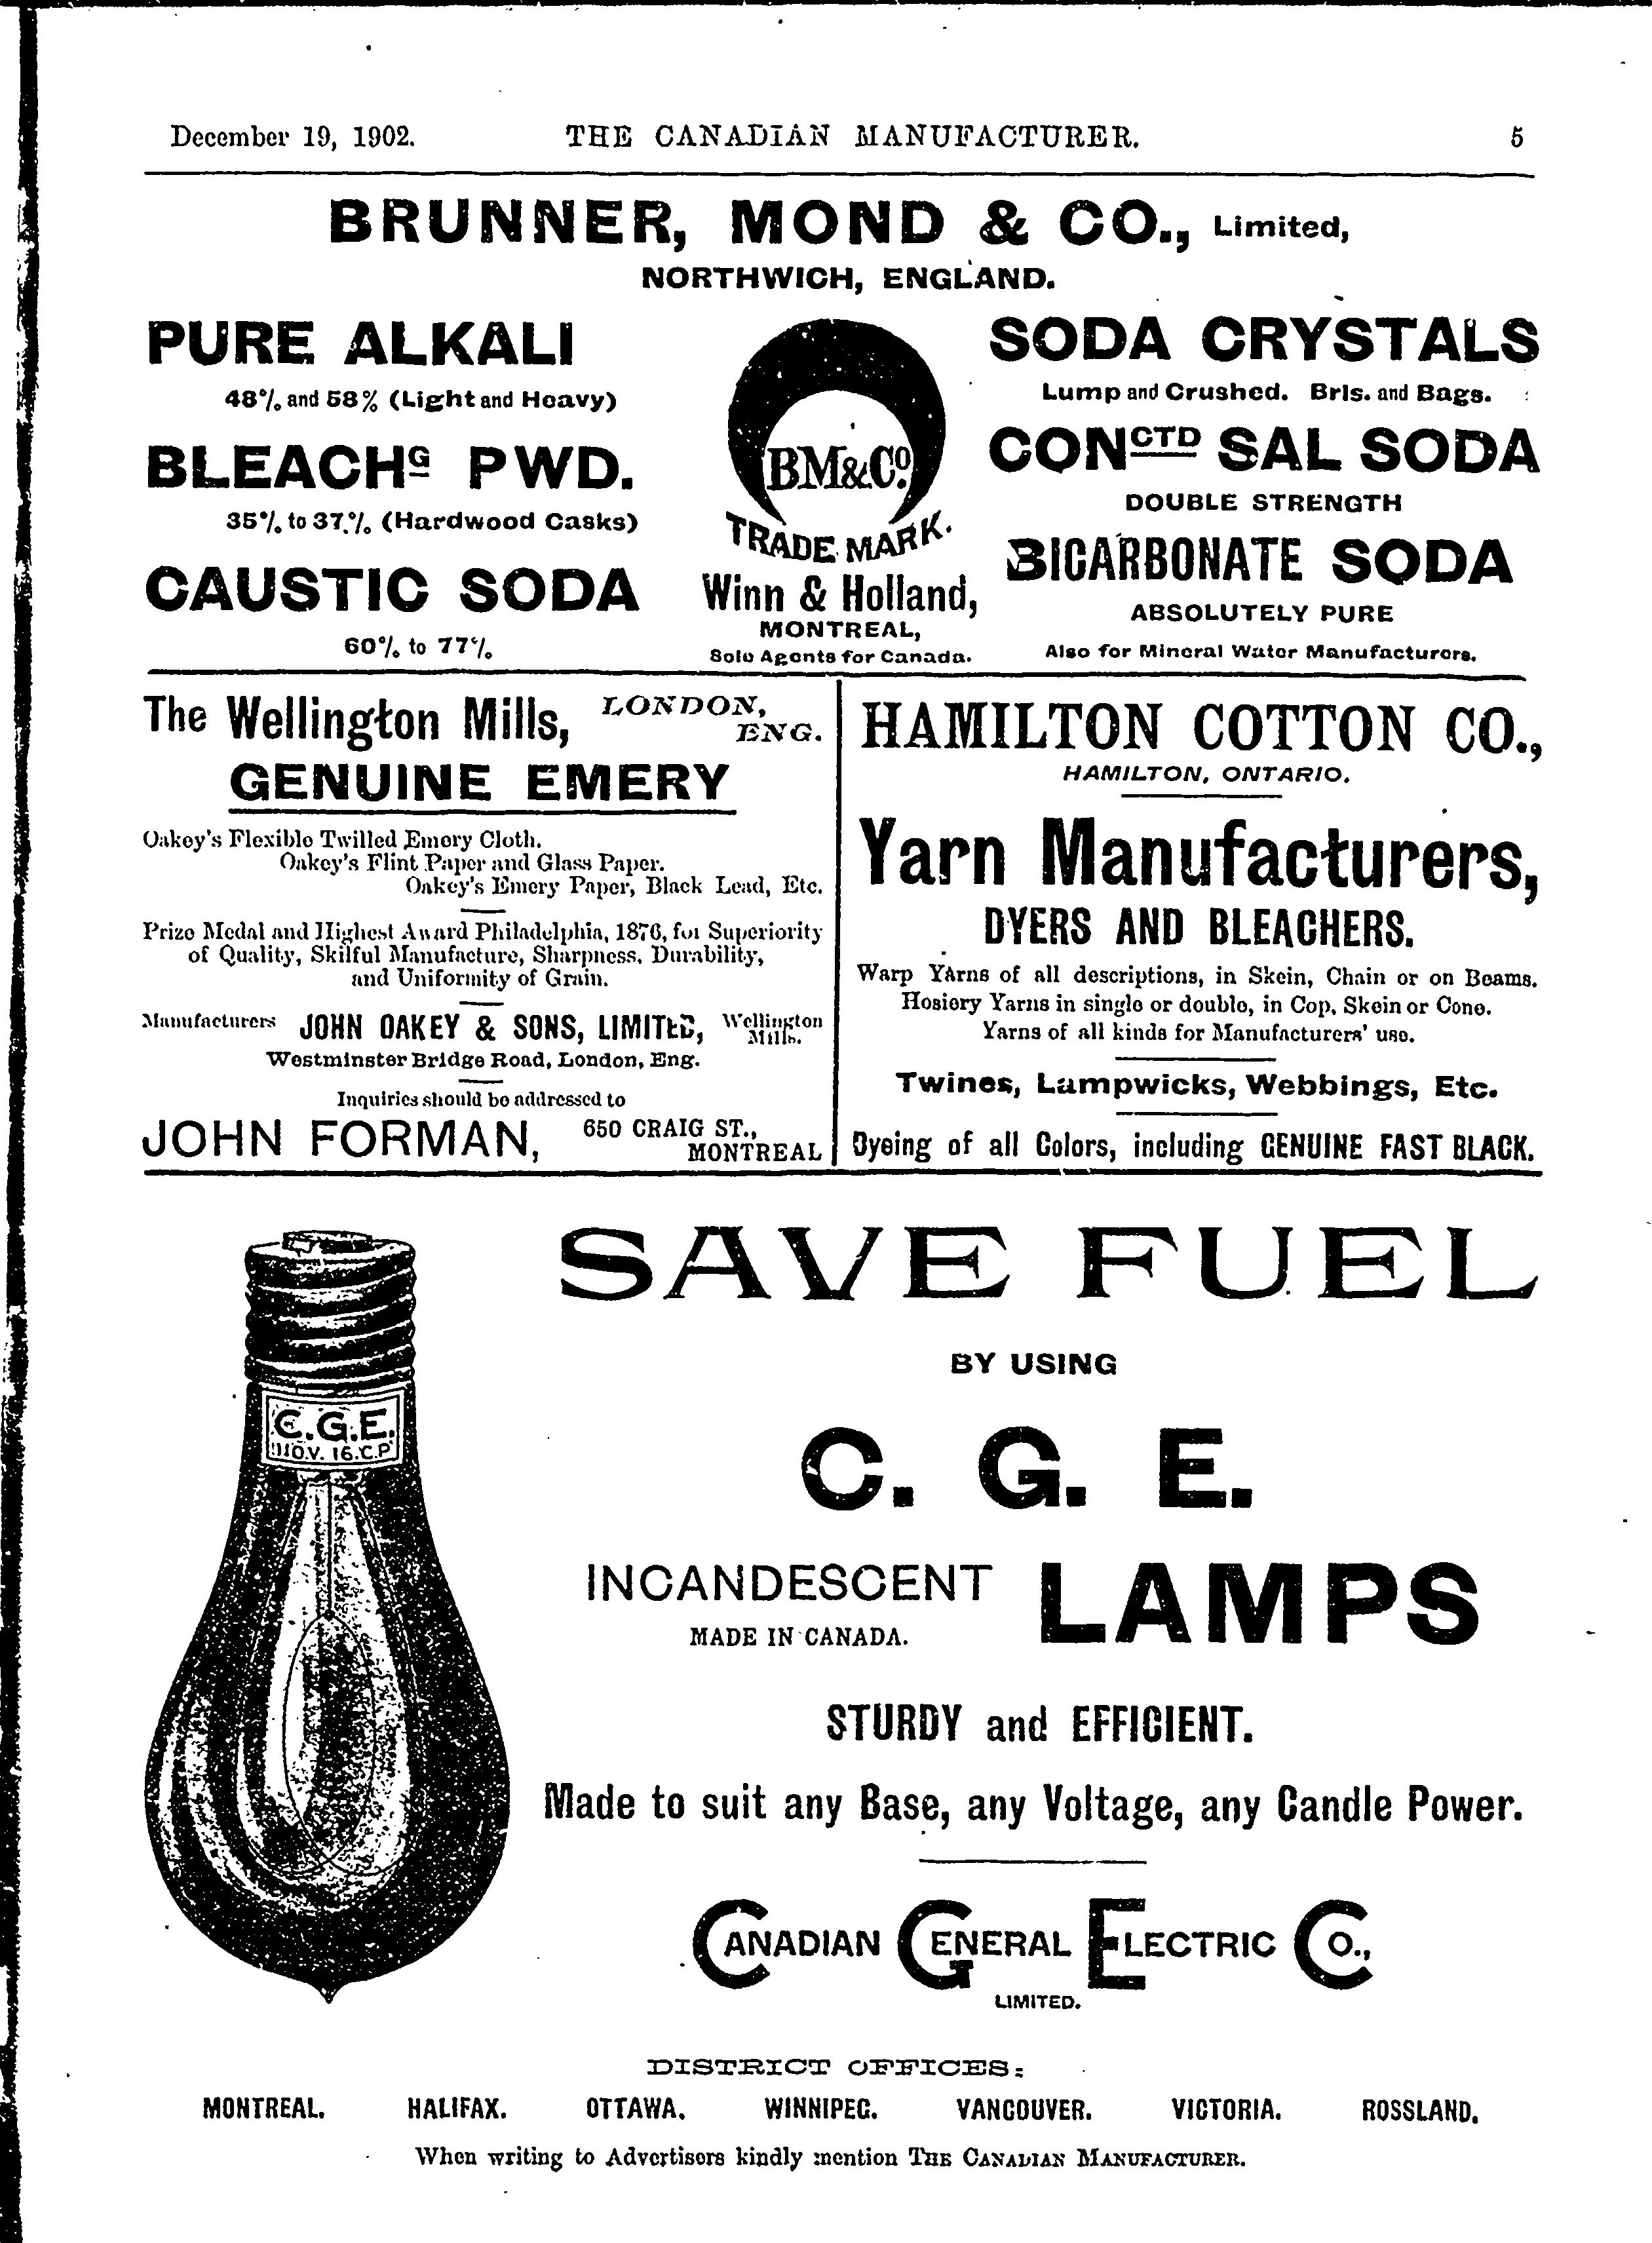 December 19, 1902. THE CANADIAN MANUFACTURER. 5
BRUNNER, MOND & CO., Limited,
NORTHWICH, ENGLAND.
PURE ALKALI
48% and 58% (Light and Heavy)
BLEACHG PWD.
35% to 37% (Hardwood Casks)
CAUSTIC SODA
60% to 77%
BM&Co.
TRADE MARK.
Winn & Holland,
MONTREAL,
Sole Agents for Canada.
SODA CRYSTALS
Lump and Crushed. Brls. and Bags.
CONCTD SAL SODA
DOUBLE STRENGTH
BICARBONATE SODA
ABSOLUTELY PURE
Also for Mineral Water Manufacturers.
The Wellington Mills, LONDON, ENG.
GENUINE EMERY
Oakey's Flexible Twilled Emery Cloth.
Oakey's Flint Paper and Glass Paper.
Oakey's Emery Paper, Black Lead, Etc.
Prize Medal and Highest Award Philadelphia, 1876, for Superiority
of Quality, Skilful Manufacture, Sharpness, Durability,
and Uniformity of Grain.
Manufacturers JOHN OAKEY & SONS, LIMITED, Wellington Mills.
Westminster Bridge Road, London, Eng.
Inquiries should be addressed to
JOHN FORMAN, 650 CRAIG ST., MONTREAL
HAMILTON COTTON CO.,
HAMILTON, ONTARIO.
Yarn Manufacturers,
DYERS AND BLEACHERS.
Warp Yarns of all descriptions, in Skein, Chain or on Beams.
Hosiery Yarns in single or double, in Cop, Skein or Cone.
Yarns of all kinds for Manufacturers' use.
Twines, Lampwicks, Webbings, Etc.
Dyeing of all Colors, including GENUINE FAST BLACK.
C.G.E.
110.V. 16.C.P
SAVE FUEL
BY USING
C. G. E.
INCANDESCENT LAMPS
MADE IN CANADA.
STURDY and EFFICIENT.
Made to suit any Base, any Voltage, any Candle Power.
CANADIAN GENERAL ELECTRIC CO.,
LIMITED.
DISTRICT OFFICES:
MONTREAL. HALIFAX. OTTAWA. WINNIPEG. VANCOUVER. VICTORIA. ROSSLAND.
When writing to Advertisers kindly mention THE CANADIAN MANUFACTURER.